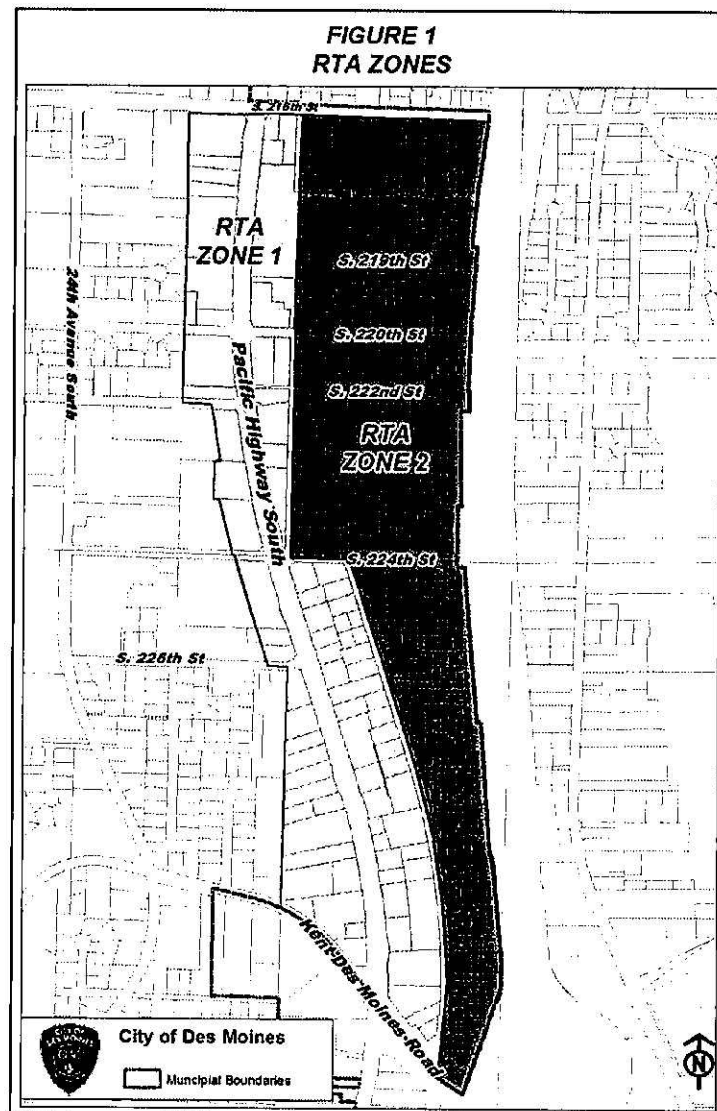 FIGURE 1
RTA ZONES
S. 216th St
RTA
ZONE 1
S. 219th St
24th Avenue South
S. 220th St
Pacific Highway South
S. 222nd St
RTA
ZONE 2
S. 224th St
S. 226th St
Kent-Des Moines Road
City of Des Moines
Muncipial Boundaries
N